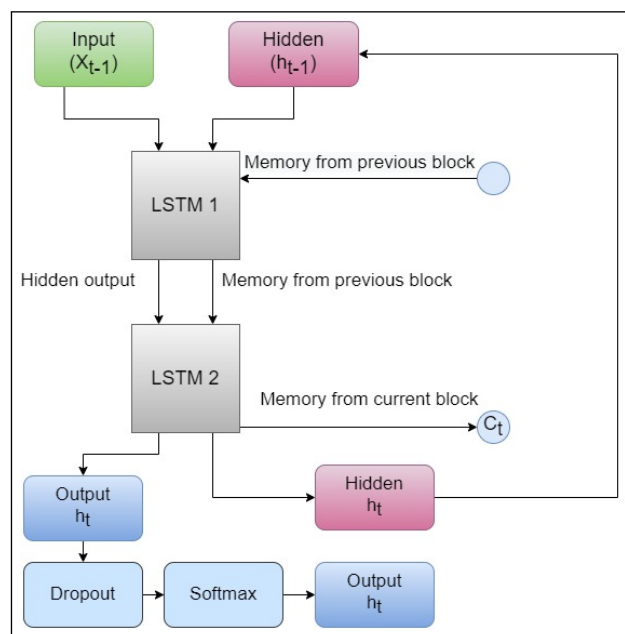 Input
(Xt-1)
Hidden
(ht-1)
Memory from previous block
LSTM 1
Hidden output
Memory from previous block
LSTM 2
Memory from current block
Ct
Output
ht
Hidden
ht
Dropout
Softmax
Output
ht